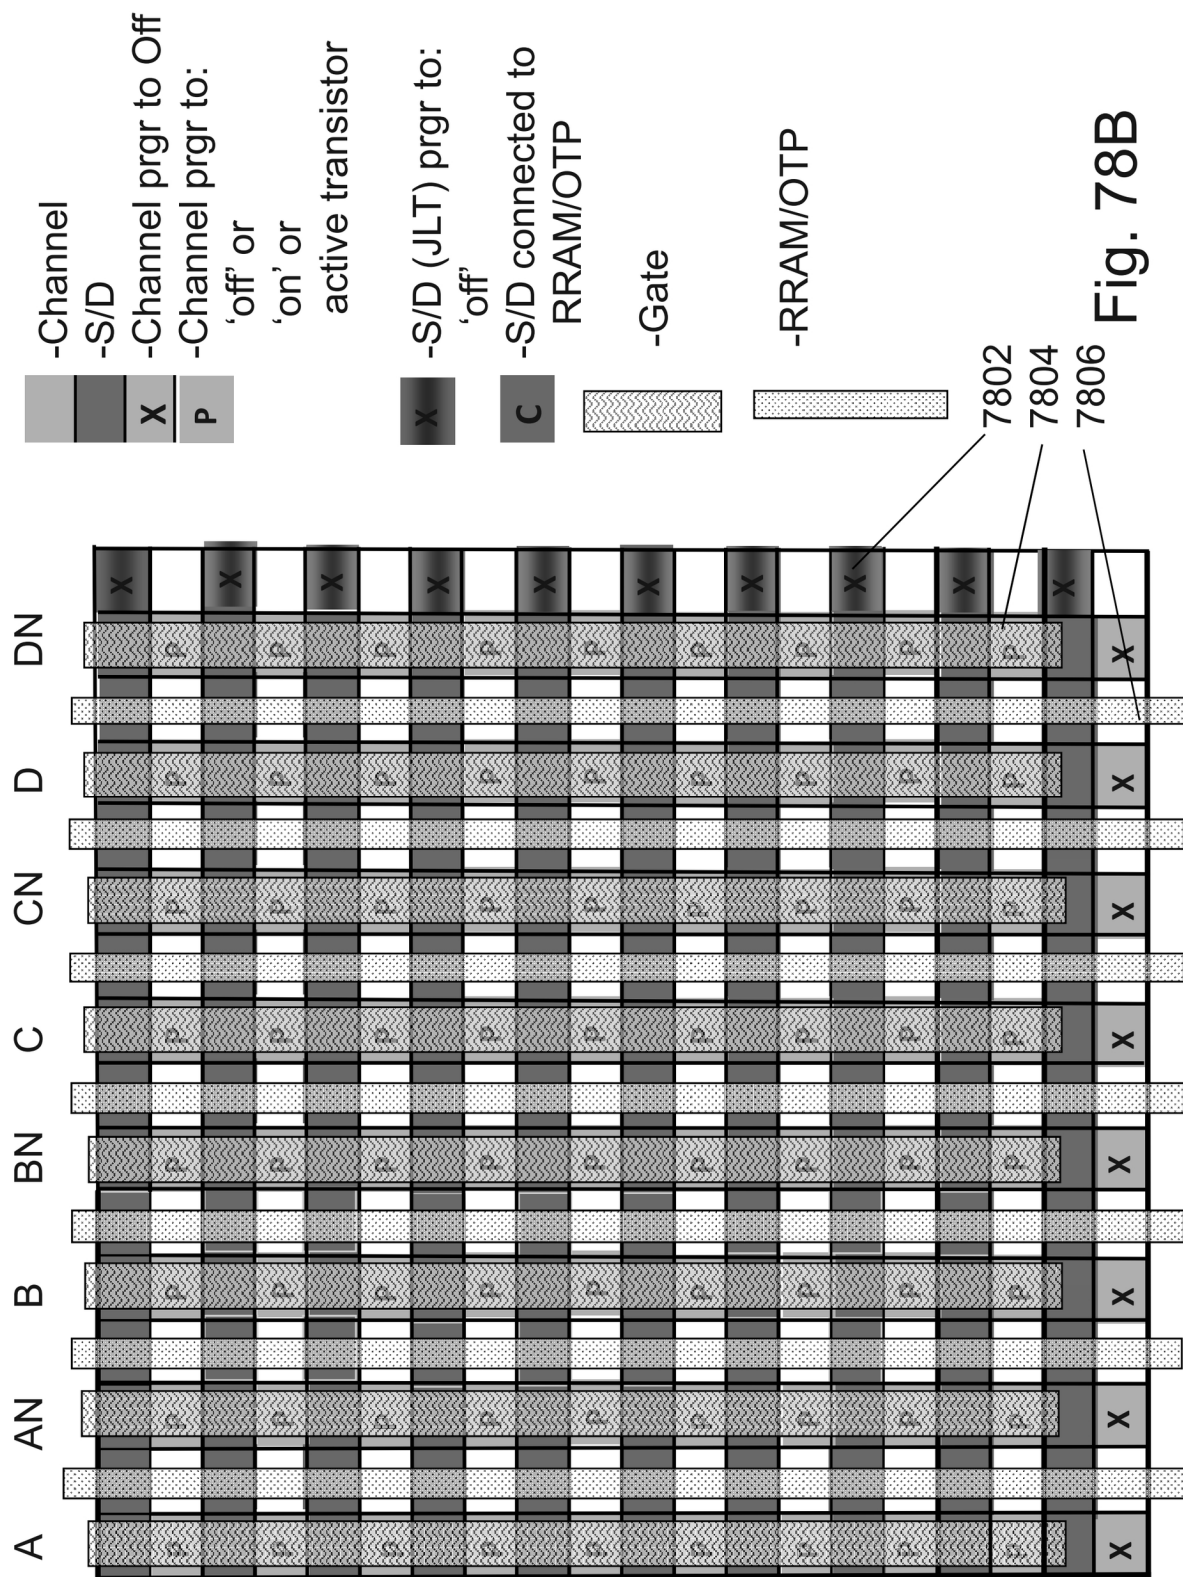 A AN B BN C CN D DN
X
P P P P P P P P
X
P P P P P P P P
X
P P P P P P P P
X
P P P P P P P P
X
P P P P P P P P
X
P P P P P P P P
X
P P P P P P P P
X
P P P P P P P P
X
P P P P P P P P
X
X X X X X X X X
-Channel
-S/D
X -Channel prgr to Off
P -Channel prgr to:
‘off’ or
‘on’ or
active transistor
X -S/D (JLT) prgr to:
‘off’
C -S/D connected to
RRAM/OTP
-Gate
-RRAM/OTP
7802
7804
7806
Fig. 78B